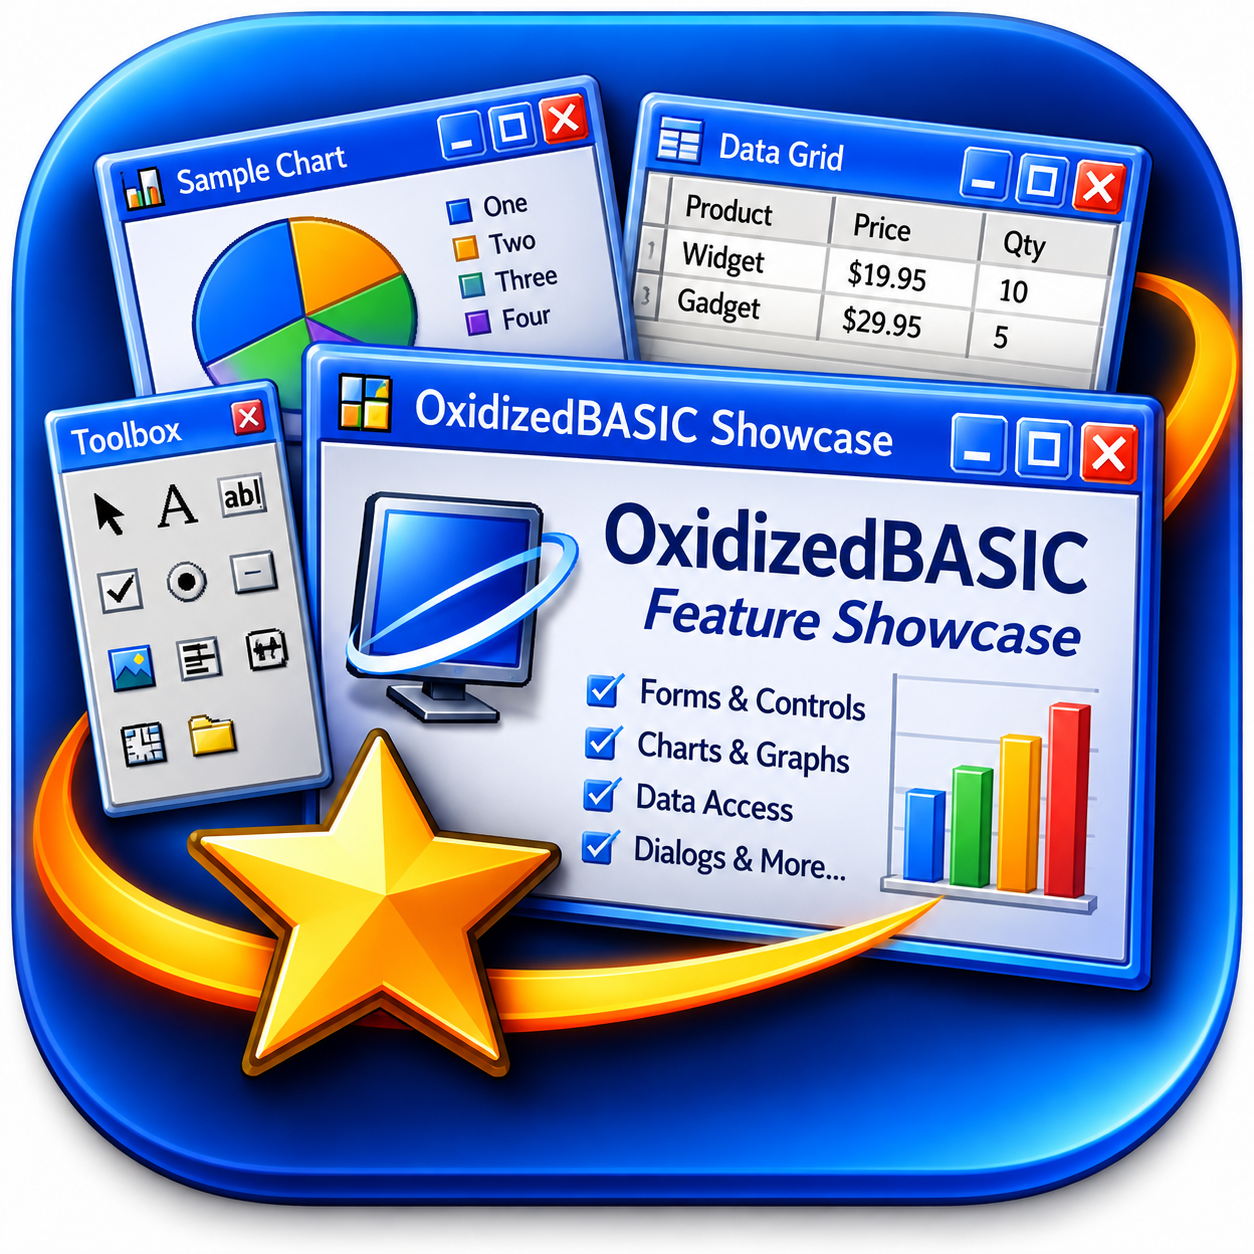 Sample Chart
One
Two
Three
Four
Data Grid
Product Price Qty
1 Widget $19.95 10
3 Gadget $29.95 5
Toolbox
A abl
OxidizedBASIC Showcase
OxidizedBASIC
Feature Showcase
Forms & Controls
Charts & Graphs
Data Access
Dialogs & More...